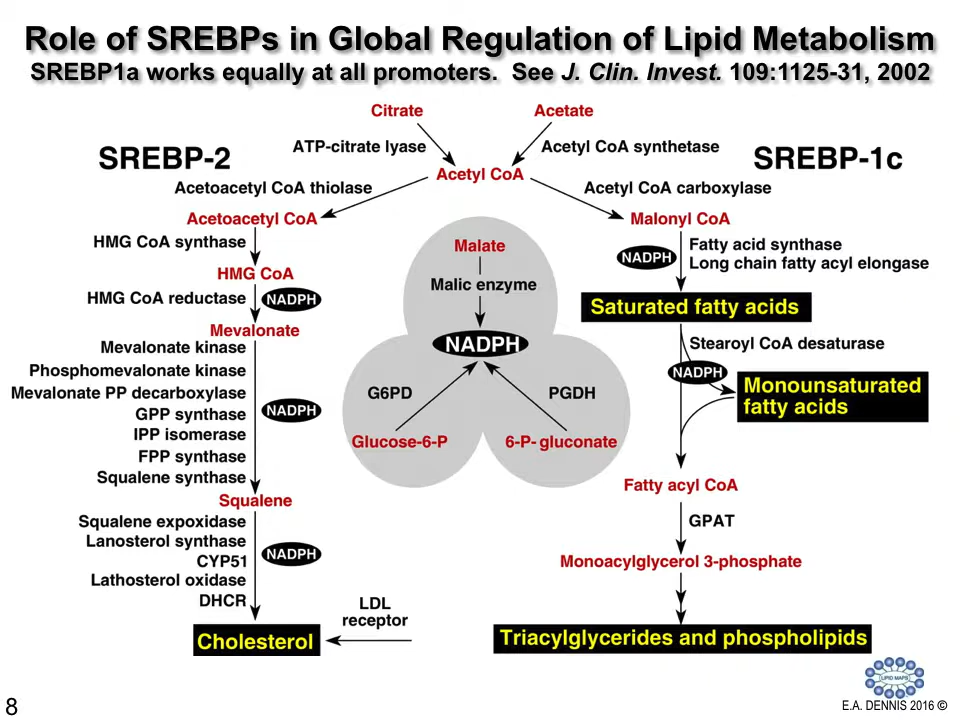 Role of SREBPs in Global Regulation of Lipid Metabolism
SREBP1a works equally at all promoters.  See J. Clin. Invest. 109:1125-31, 2002
Citrate
Acetate
ATP-citrate lyase
Acetyl CoA synthetase
SREBP-2
SREBP-1c
Acetyl CoA
Acetoacetyl CoA thiolase
Acetyl CoA carboxylase
Acetoacetyl CoA
HMG CoA synthase
HMG CoA
HMG CoA reductase
NADPH
Mevalonate
Mevalonate kinase
Phosphomevalonate kinase
Mevalonate PP decarboxylase
GPP synthase
NADPH
IPP isomerase
FPP synthase
Squalene synthase
Squalene
Squalene expoxidase
Lanosterol synthase
NADPH
CYP51
Lathosterol oxidase
DHCR
Cholesterol
LDL
receptor
Malate
Malic enzyme
NADPH
G6PD
PGDH
Glucose-6-P
6-P- gluconate
Malonyl CoA
NADPH
Fatty acid synthase
Long chain fatty acyl elongase
Saturated fatty acids
Stearoyl CoA desaturase
NADPH
Monounsaturated
fatty acids
Fatty acyl CoA
GPAT
Monoacylglycerol 3-phosphate
Triacylglycerides and phospholipids
LIPID MAPS
8
E.A. DENNIS 2016 ©